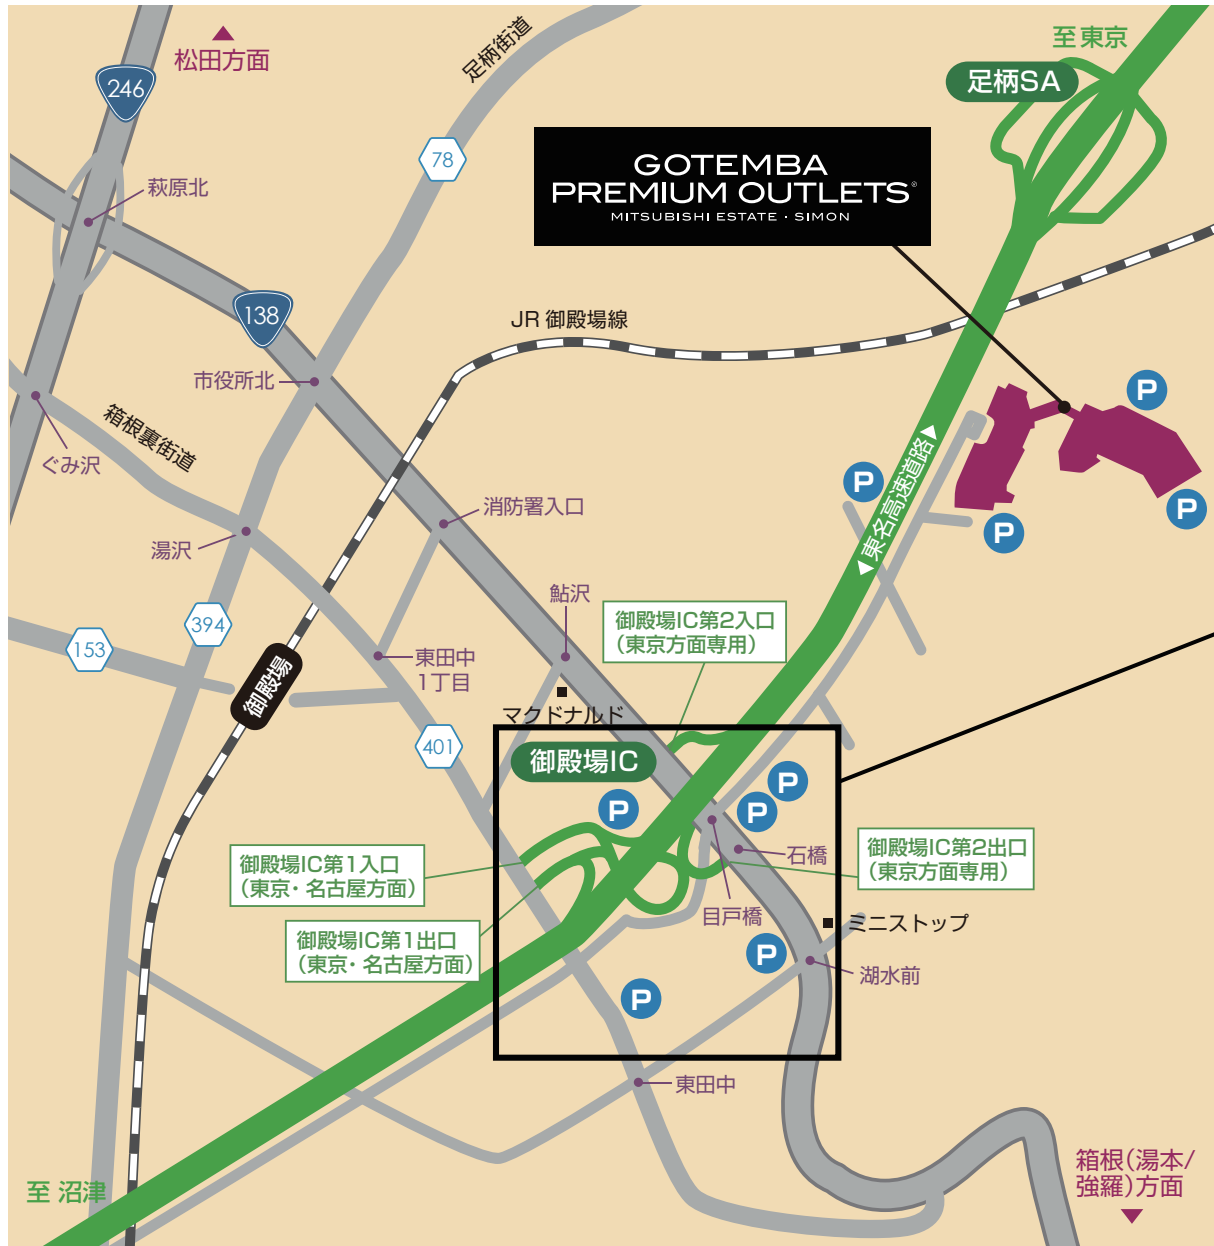 松田方面
246
足柄街道
至東京
足柄SA
78
GOTEMBA
PREMIUM OUTLETS®
MITSUBISHI ESTATE · SIMON
萩原北
138
JR 御殿場線
市役所北
P
箱根裏街道
ぐみ沢
P
東名高速道路
P
P
消防署入口
湯沢
鮎沢
御殿場IC第2入口
(東京方面専用)
394
153
東田中
1丁目
御殿場
マクドナルド
401
御殿場IC
P
P
P
御殿場IC第1入口
(東京・名古屋方面)
石橋
御殿場IC第2出口
(東京方面専用)
目戸橋
ミニストップ
御殿場IC第1出口
(東京・名古屋方面)
P
湖水前
P
東田中
至 沼津
箱根(湯本/
強羅)方面